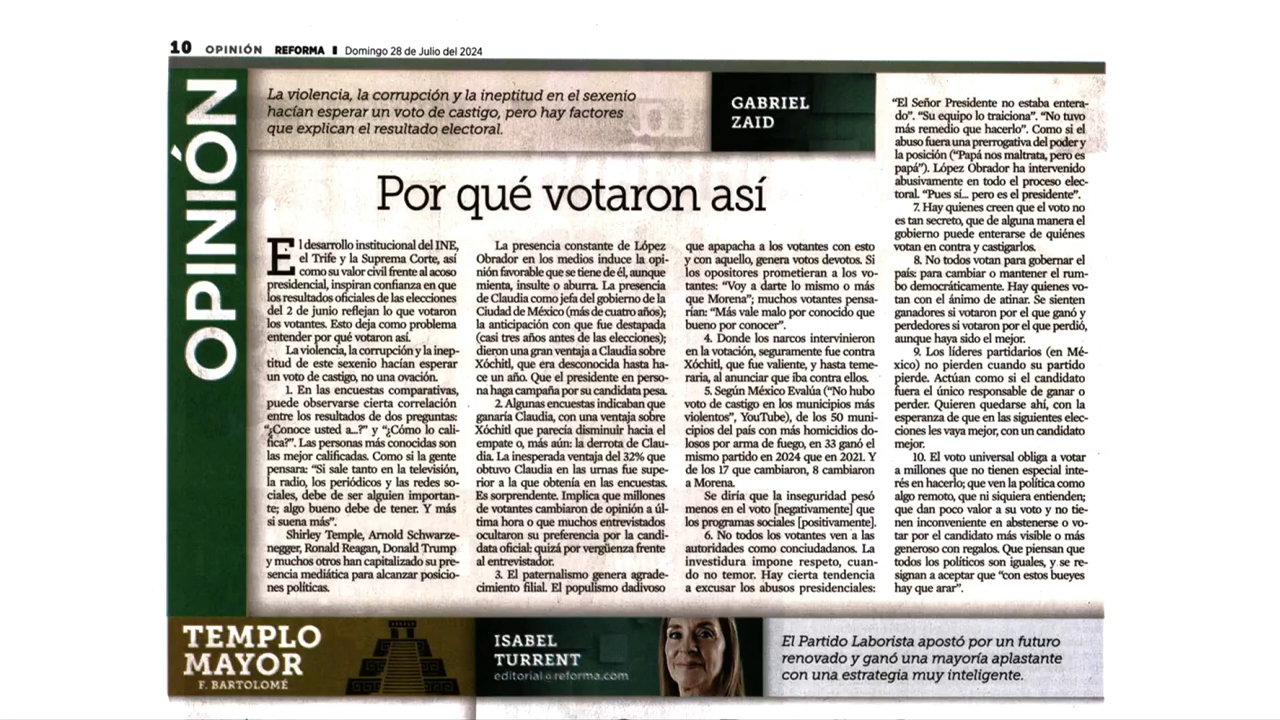 10 OPINIÓN REFORMA Domingo 28 de Julio del 2024
OPINIÓN
La violencia, la corrupción y la ineptitud en el sexenio
hacían esperar un voto de castigo, pero hay factores
que explican el resultado electoral.
GABRIEL
ZAID
Por qué votaron así
El desarrollo institucional del INE,
el Trife y la Suprema Corte, así
como su valor civil frente al acoso
presidencial, inspiran confianza en que
los resultados oficiales de las elecciones
del 2 de junio reflejan lo que votaron
los votantes. Esto deja como problema
entender por qué votaron así.
La violencia, la corrupción y la inep-
titud de este sexenio hacían esperar
un voto de castigo, no una ovación.
1. En las encuestas comparativas,
puede observarse cierta correlación
entre los resultados de dos preguntas:
“¿Conoce usted a...?” y “¿Cómo lo cali-
fica?”. Las personas más conocidas son
las mejor calificadas. Como si la gente
pensara: “Si sale tanto en la televisión,
la radio, los periódicos y las redes so-
ciales, debe de ser alguien importan-
te; algo bueno debe de tener. Y más
si suena más”.
Shirley Temple, Arnold Schwarze-
negger, Ronald Reagan, Donald Trump
y muchos otros han capitalizado su pre-
sencia mediática para alcanzar posicio-
nes políticas.
La presencia constante de López
Obrador en los medios induce la opi-
nión favorable que se tiene de él, aunque
mienta, insulte o aburra. La presencia
de Claudia como jefa del gobierno de la
Ciudad de México (más de cuatro años);
la anticipación con que fue destapada
(casi tres años antes de las elecciones);
dieron una gran ventaja a Claudia sobre
Xóchitl, que era desconocida hasta ha-
ce un año. Que el presidente en perso-
na haga campaña por su candidata pesa.
2. Algunas encuestas indicaban que
ganaría Claudia, con una ventaja sobre
Xóchitl que parecía disminuir hacia el
empate o, más aún: la derrota de Clau-
dia. La inesperada ventaja del 32% que
obtuvo Claudia en las urnas fue supe-
rior a la que obtenía en las encuestas.
Es sorprendente. Implica que millones
de votantes cambiaron de opinión a úl-
tima hora o que muchos entrevistados
ocultaron su preferencia por la candi-
data oficial: quizá por vergüenza frente
al entrevistador.
3. El paternalismo genera agrade-
cimiento filial. El populismo dadivoso
que apapacha a los votantes con esto
y con aquello, genera votos devotos. Si
los opositores prometieran a los vo-
tantes: “Voy a darte lo mismo o más
que Morena”; muchos votantes pensa-
rían: “Más vale malo por conocido que
bueno por conocer”.
4. Donde los narcos intervinieron
en la votación, seguramente fue contra
Xóchitl, que fue valiente, y hasta teme-
raria, al anunciar que iba contra ellos.
5. Según México Evalúa (“No hubo
voto de castigo en los municipios más
violentos”, YouTube), de los 50 muni-
cipios del país con más homicidios do-
losos por arma de fuego, en 33 ganó el
mismo partido en 2024 que en 2021. Y
de los 17 que cambiaron, 8 cambiaron
a Morena.
Se diría que la inseguridad pesó
menos en el voto [negativamente] que
los programas sociales [positivamente].
6. No todos los votantes ven a las
autoridades como conciudadanos. La
investidura impone respeto, cuan-
do no temor. Hay cierta tendencia
a excusar los abusos presidenciales:
“El Señor Presidente no estaba entera-
do”. “Su equipo lo traiciona”. “No tuvo
más remedio que hacerlo”. Como si el
abuso fuera una prerrogativa del poder y
la posición (“Papá nos maltrata, pero es
papá”). López Obrador ha intervenido
abusivamente en todo el proceso elec-
toral. “Pues sí... pero es el presidente”.
7. Hay quienes creen que el voto no
es tan secreto, que de alguna manera el
gobierno puede enterarse de quiénes
votan en contra y castigarlos.
8. No todos votan para gobernar el
país: para cambiar o mantener el rum-
bo democráticamente. Hay quienes vo-
tan con el ánimo de atinar. Se sienten
ganadores si votaron por el que ganó y
perdedores si votaron por el que perdió,
aunque haya sido el mejor.
9. Los líderes partidarios (en Mé-
xico) no pierden cuando su partido
pierde. Actúan como si el candidato
fuera el único responsable de ganar o
perder. Quieren quedarse ahí, con la
esperanza de que en las siguientes elec-
ciones les vaya mejor, con un candidato
mejor.
10. El voto universal obliga a votar
a millones que no tienen especial inte-
rés en hacerlo; que ven la política como
algo remoto, que ni siquiera entienden;
que dan poco valor a su voto y no tie-
nen inconveniente en abstenerse o vo-
tar por el candidato más visible o más
generoso con regalos. Que piensan que
todos los políticos son iguales, y se re-
signan a aceptar que “con estos bueyes
hay que arar”.
TEMPLO
MAYOR
F. BARTOLOMÉ
ISABEL
TURRENT
editorial@reforma.com
El Partido Laborista apostó por un futuro
renovado y ganó una mayoría aplastante
con una estrategia muy inteligente.